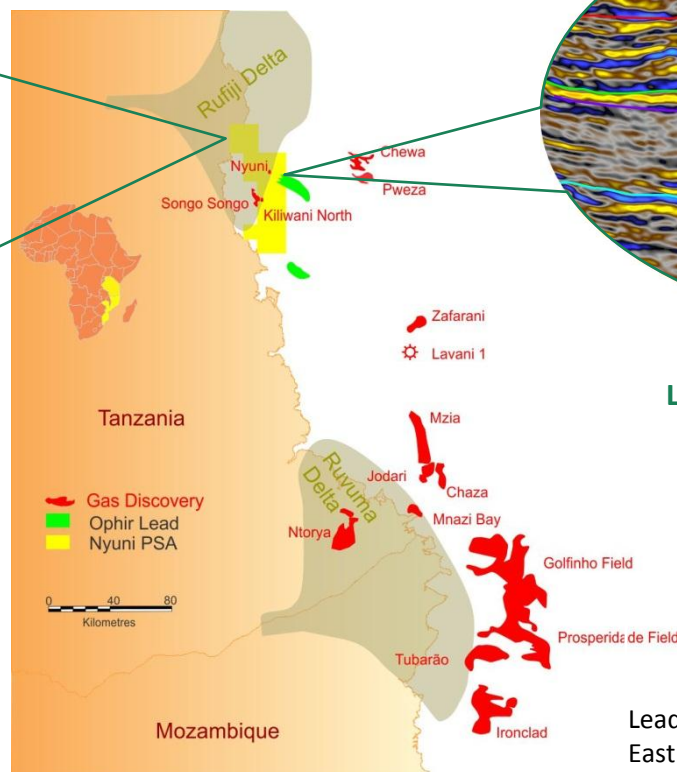 Rufiji Delta
Nyuni
Chewa
Pweza
Songo Songo
Kiliwani North
Zafarani
Lavani 1
L
Tanzania
Mzia
Jodari
Chaza
Ruvuma
Delta
Gas Discovery
Ophir Lead
Nyuni PSA
Mnazi Bay
Ntorya
Golfinho Field
0 40 80
Kilometres
Prosperidade Field
Tubarão
Mozambique
Ironclad
Lead
East